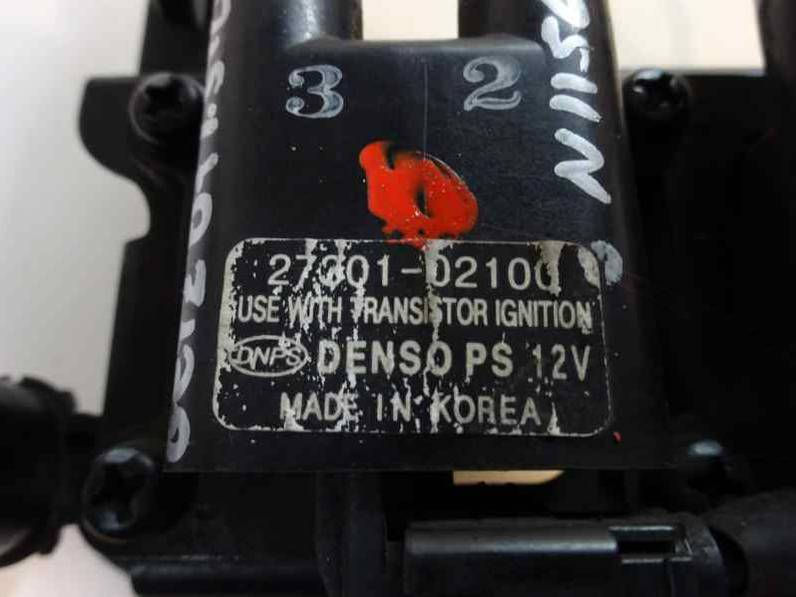 3 2
27301-02100
USE WITH TRANSISTOR IGNITION
DNPS DENSO PS 12V
MADE IN KOREA